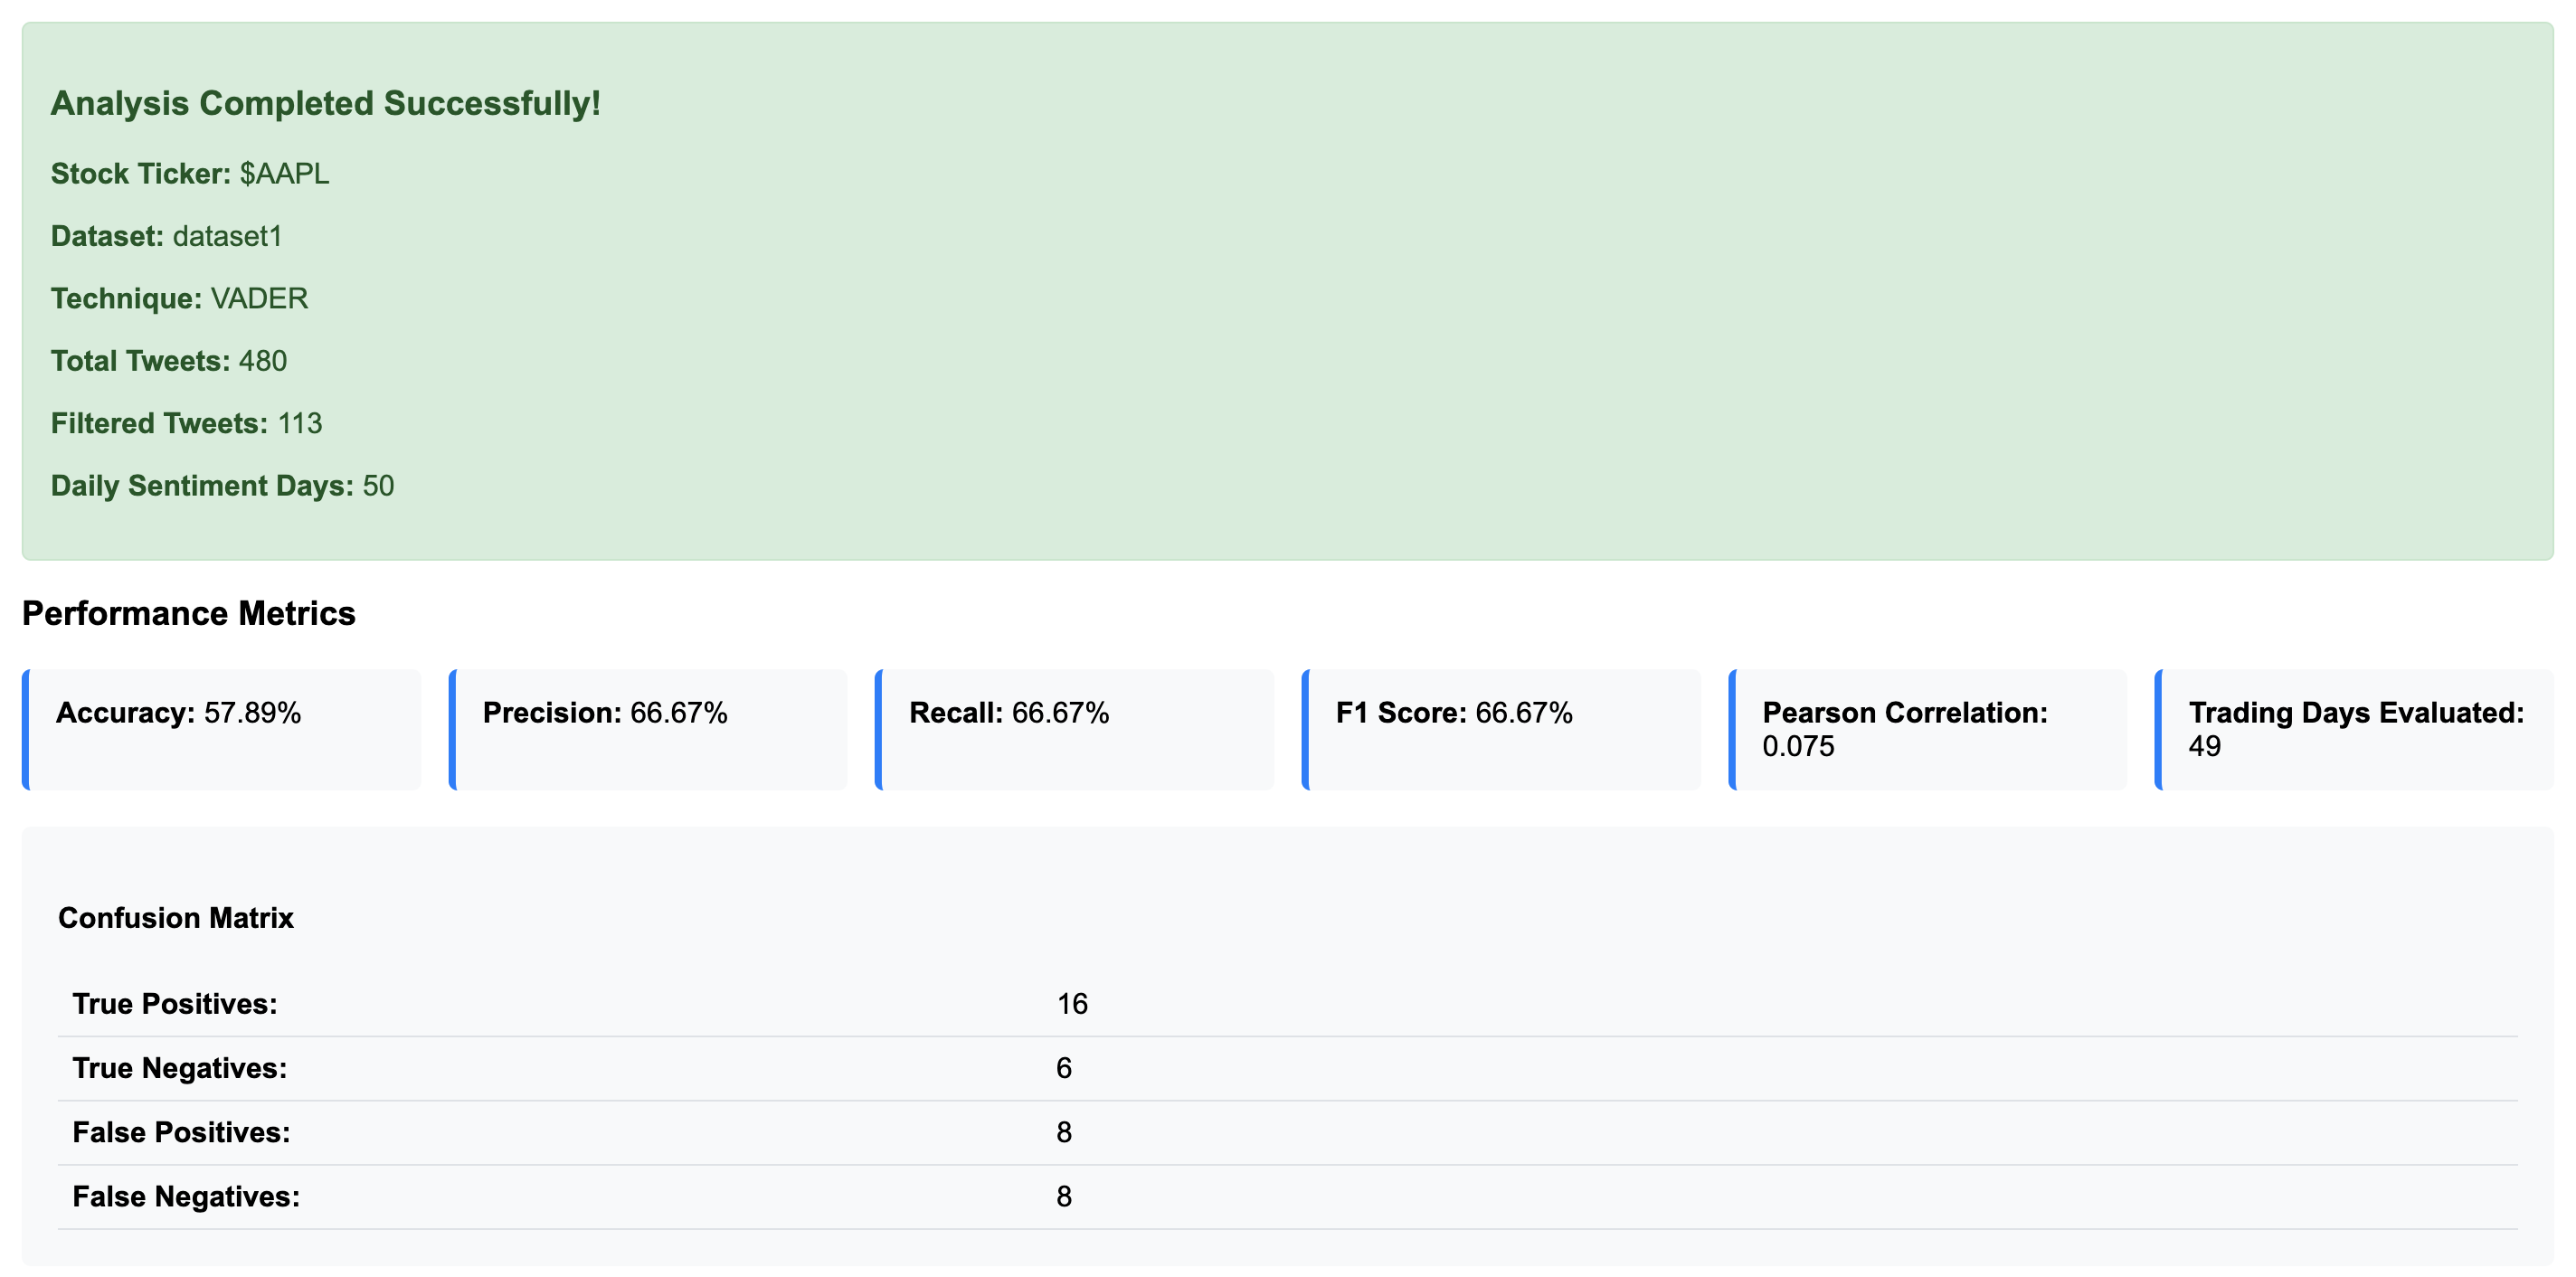 Analysis Completed Successfully!
Stock Ticker: $AAPL
Dataset: dataset1
Technique: VADER
Total Tweets: 480
Filtered Tweets: 113
Daily Sentiment Days: 50
Performance Metrics
Accuracy: 57.89%
Precision: 66.67%
Recall: 66.67%
F1 Score: 66.67%
Pearson Correlation:
0.075
Trading Days Evaluated:
49
Confusion Matrix
True Positives: 16
True Negatives: 6
False Positives: 8
False Negatives: 8